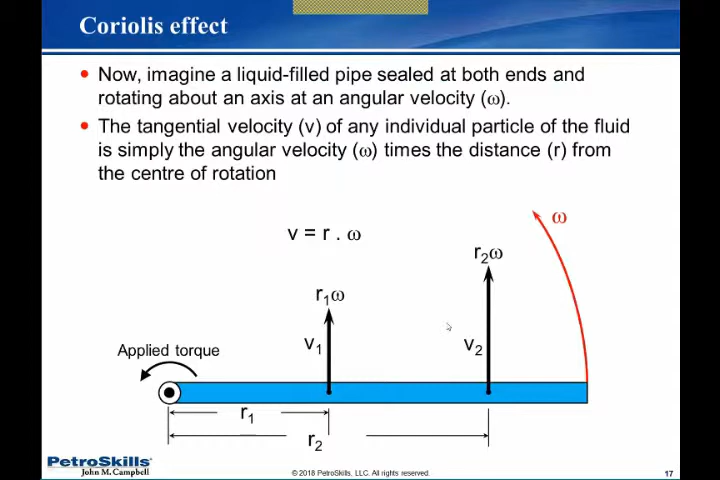 Coriolis effect
• Now, imagine a liquid-filled pipe sealed at both ends and
rotating about an axis at an angular velocity (ω).
• The tangential velocity (v) of any individual particle of the fluid
is simply the angular velocity (ω) times the distance (r) from
the centre of rotation
ω
v = r . ω
r₂ω
r₁ω
v₁
v₂
Applied torque
r₁
r₂
PetroSkills®
John M. Campbell
© 2018 PetroSkills, LLC. All rights reserved.
17